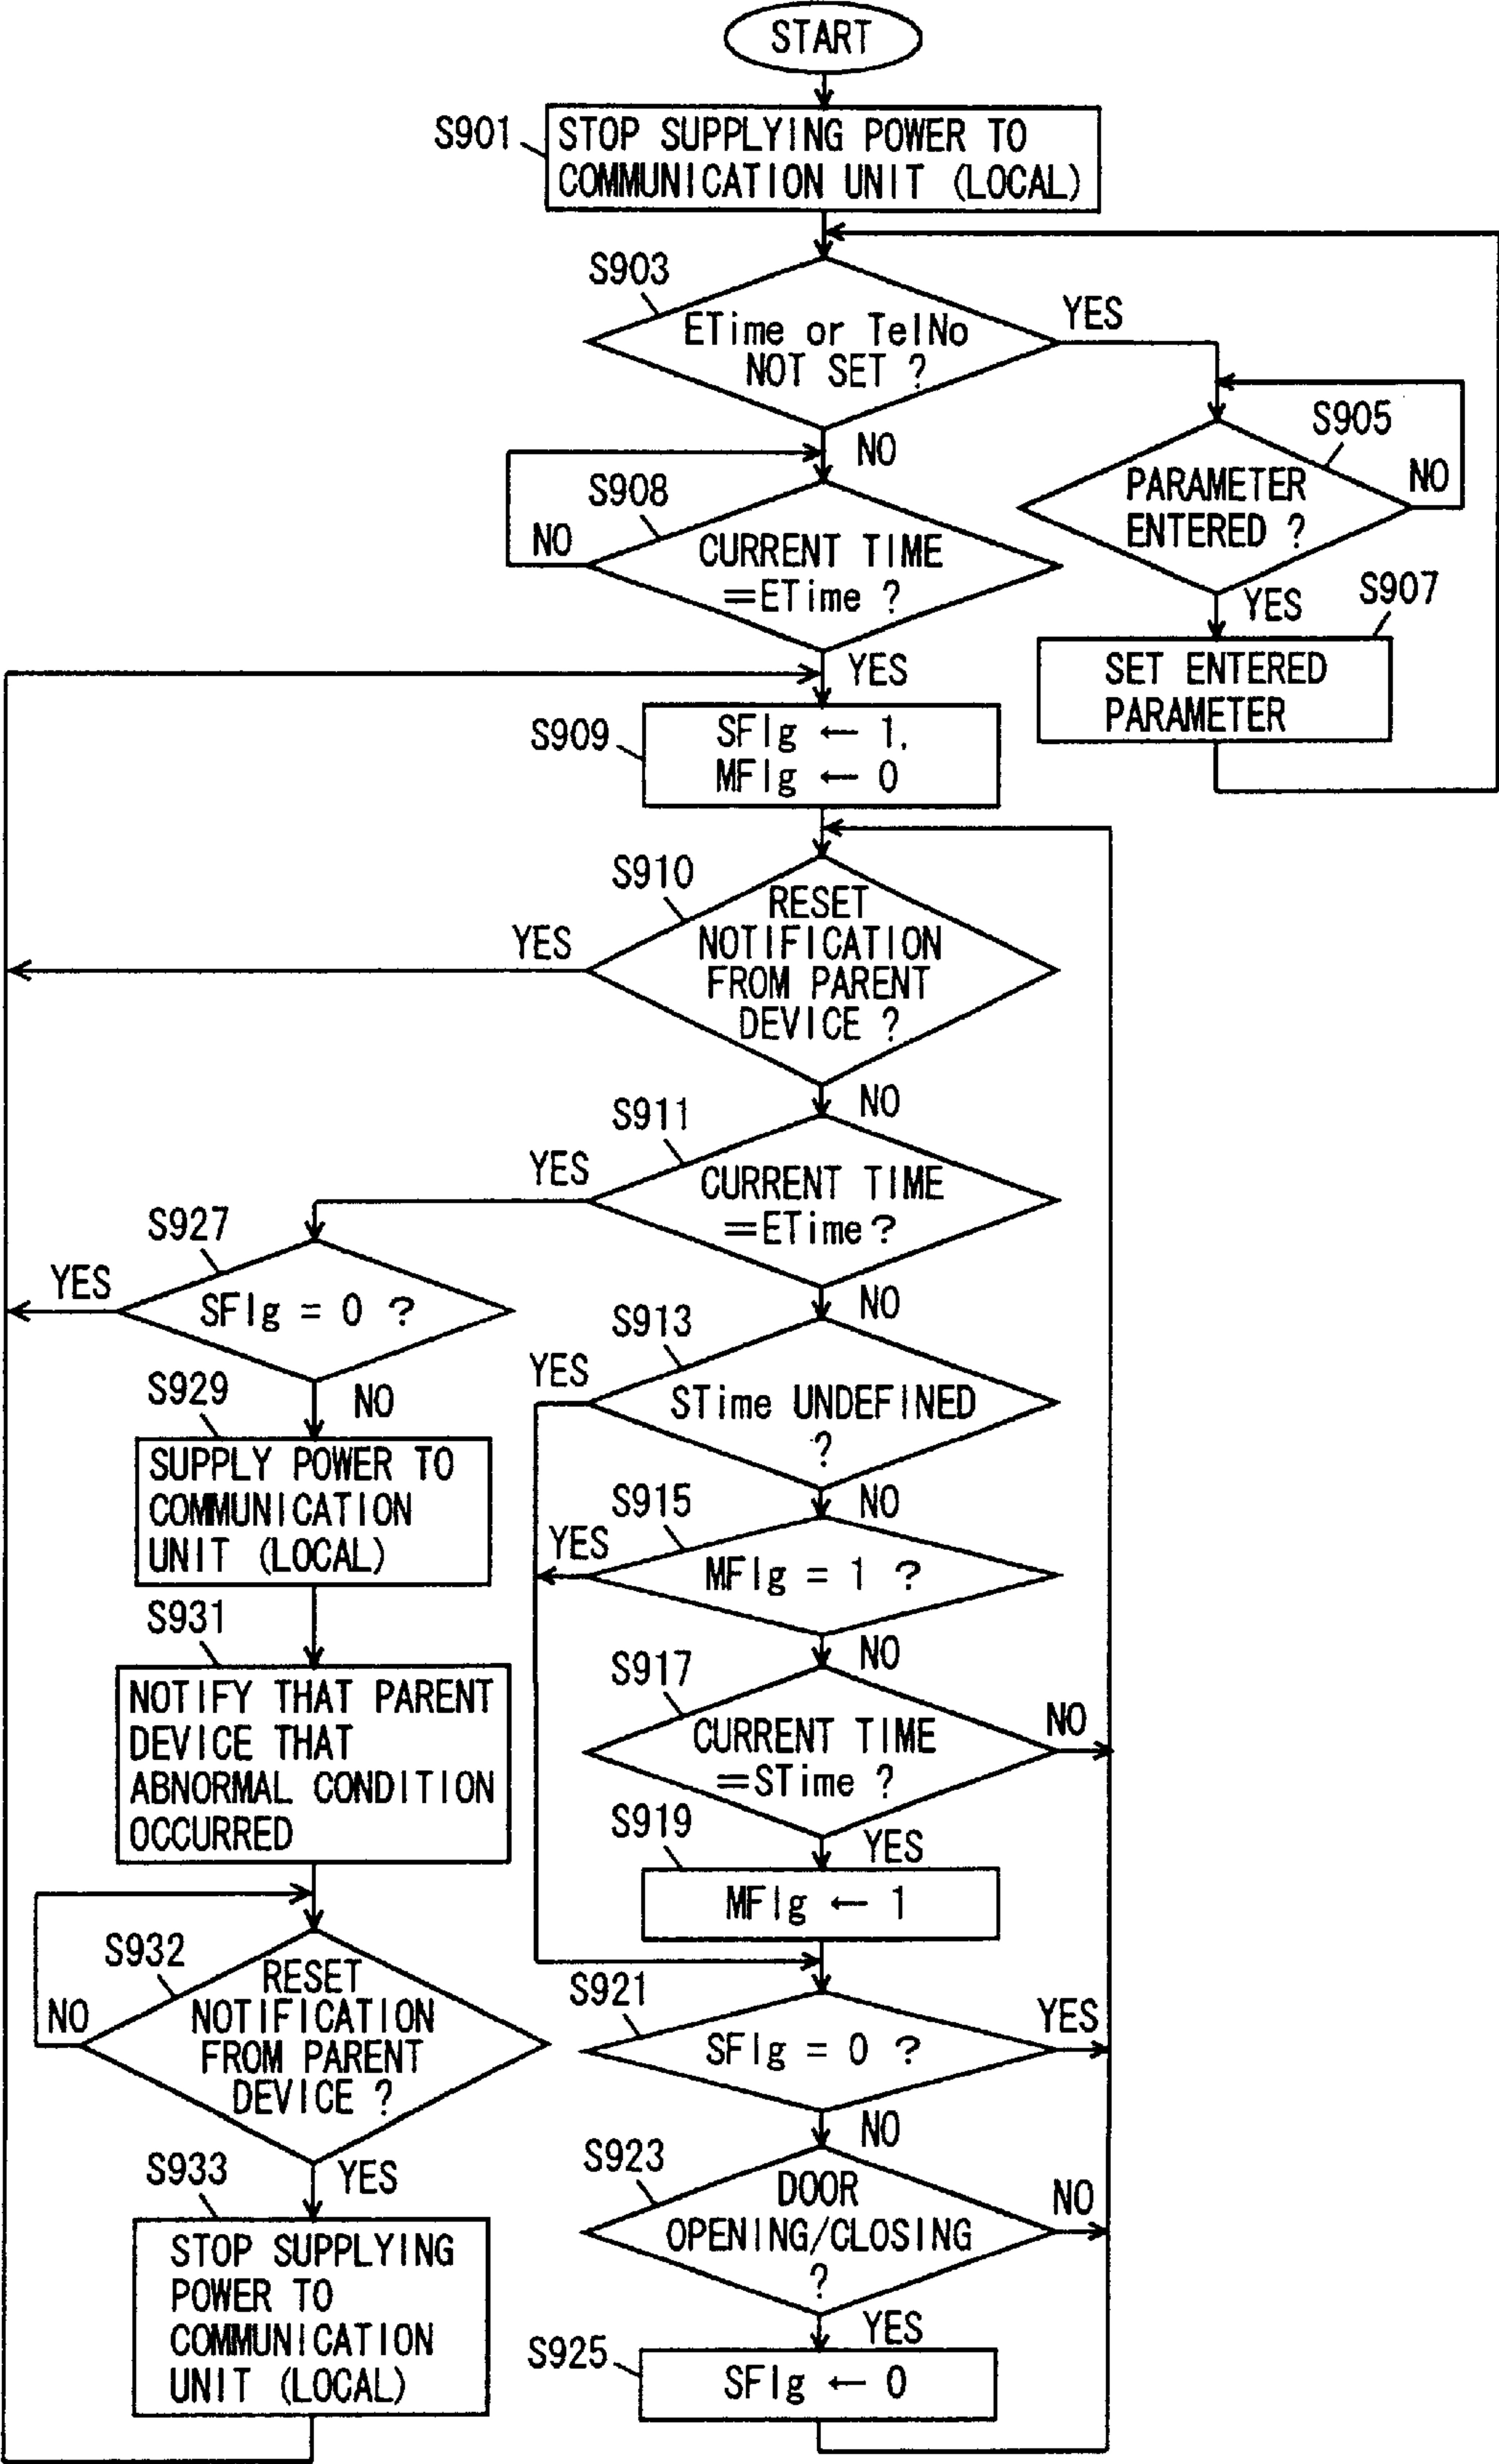 START
S901
STOP SUPPLYING POWER TO
COMMUNICATION UNIT (LOCAL)
S903
ETime or TelNo
NOT SET ?
YES
NO
S905
PARAMETER
ENTERED ?
NO
YES
S907
SET ENTERED
PARAMETER
S908
CURRENT TIME
=ETime ?
NO
YES
S909
SFlg ← 1,
MFlg ← 0
S910
RESET
NOTIFICATION
FROM PARENT
DEVICE ?
YES
NO
S911
CURRENT TIME
=ETime?
YES
NO
S927
SFlg = 0 ?
YES
NO
S913
STime UNDEFINED
?
YES
NO
S929
SUPPLY POWER TO
COMMUNICATION
UNIT (LOCAL)
S915
MFlg = 1 ?
YES
NO
S931
NOTIFY THAT PARENT
DEVICE THAT
ABNORMAL CONDITION
OCCURRED
S917
CURRENT TIME
=STime ?
NO
YES
S919
MFlg ← 1
S932
RESET
NOTIFICATION
FROM PARENT
DEVICE ?
NO
YES
S921
SFlg = 0 ?
YES
NO
S923
DOOR
OPENING/CLOSING
?
NO
YES
S933
STOP SUPPLYING
POWER TO
COMMUNICATION
UNIT (LOCAL)
S925
SFlg ← 0